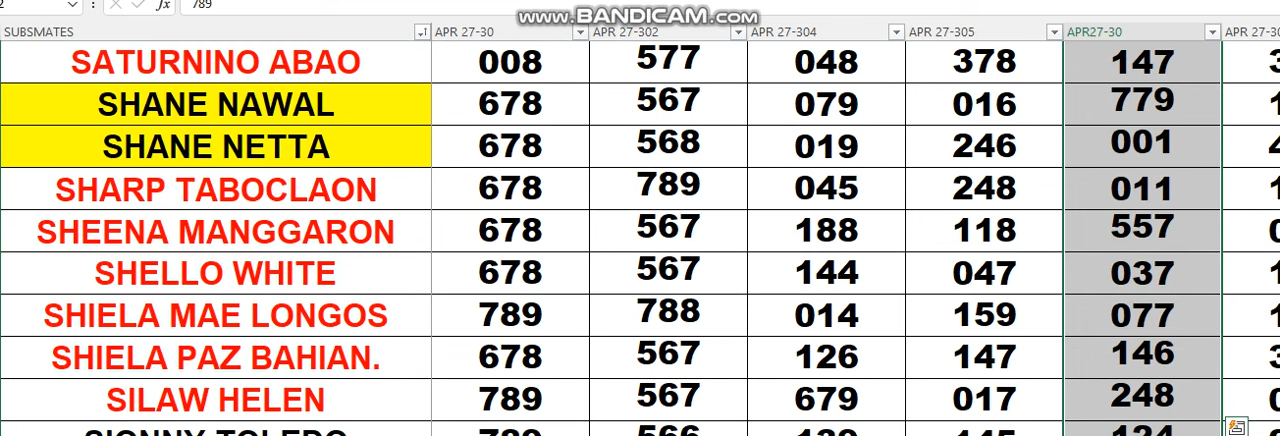 789
www.BANDICAM.com
SUBSMATES APR 27-30 APR 27-302 APR 27-304 APR 27-305 APR27-30
SATURNINO ABAO 008 577 048 378 147
SHANE NAWAL 678 567 079 016 779
SHANE NETTA 678 568 019 246 001
SHARP TABOCLAON 678 789 045 248 011
SHEENA MANGGARON 678 567 188 118 557
SHELLO WHITE 678 567 144 047 037
SHIELA MAE LONGOS 789 788 014 159 077
SHIELA PAZ BAHIAN. 678 567 126 147 146
SILAW HELEN 789 567 679 017 248